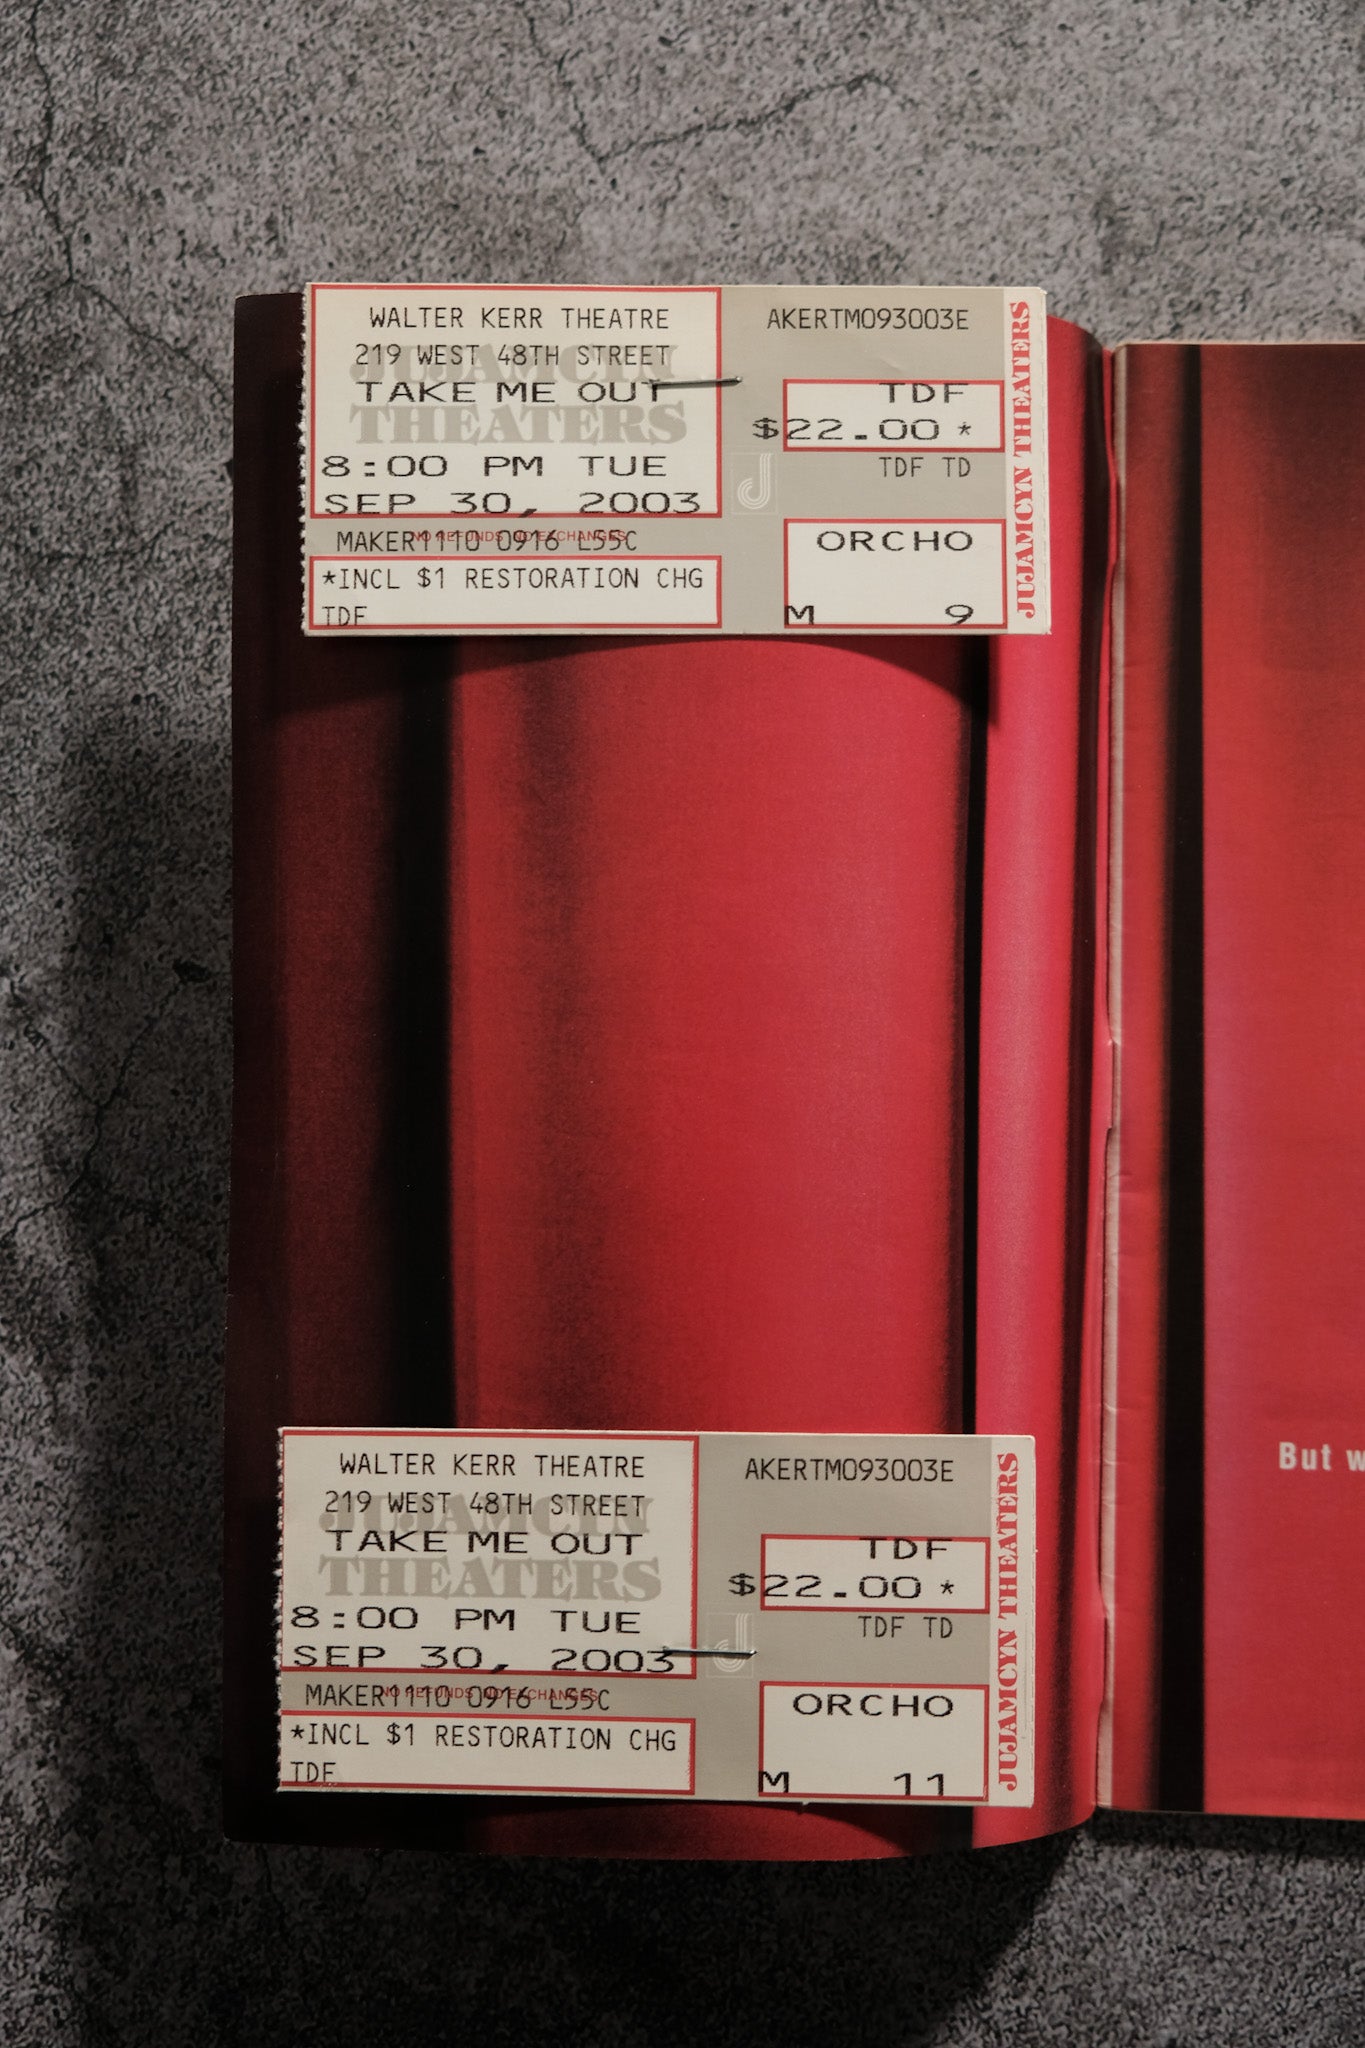 WALTER KERR THEATRE
219 WEST 48TH STREET
JUJAMCYN
TAKE ME OUT
THEATERS
8:00 PM TUE
SEP 30, 2003
MAKER1110 0916 L55C
NO REFUNDS NO EXCHANGES
*INCL $1 RESTORATION CHG
TDF
AKERTM093003E
TDF
$22.00 *
TDF TD
ORCHO
M 9
JUJAMCYN THEATERS
WALTER KERR THEATRE
219 WEST 48TH STREET
JUJAMCYN
TAKE ME OUT
THEATERS
8:00 PM TUE
SEP 30, 2003
MAKER1110 0916 L55C
NO REFUNDS NO EXCHANGES
*INCL $1 RESTORATION CHG
TDF
AKERTM093003E
TDF
$22.00 *
TDF TD
ORCHO
M 11
JUJAMCYN THEATERS
But w